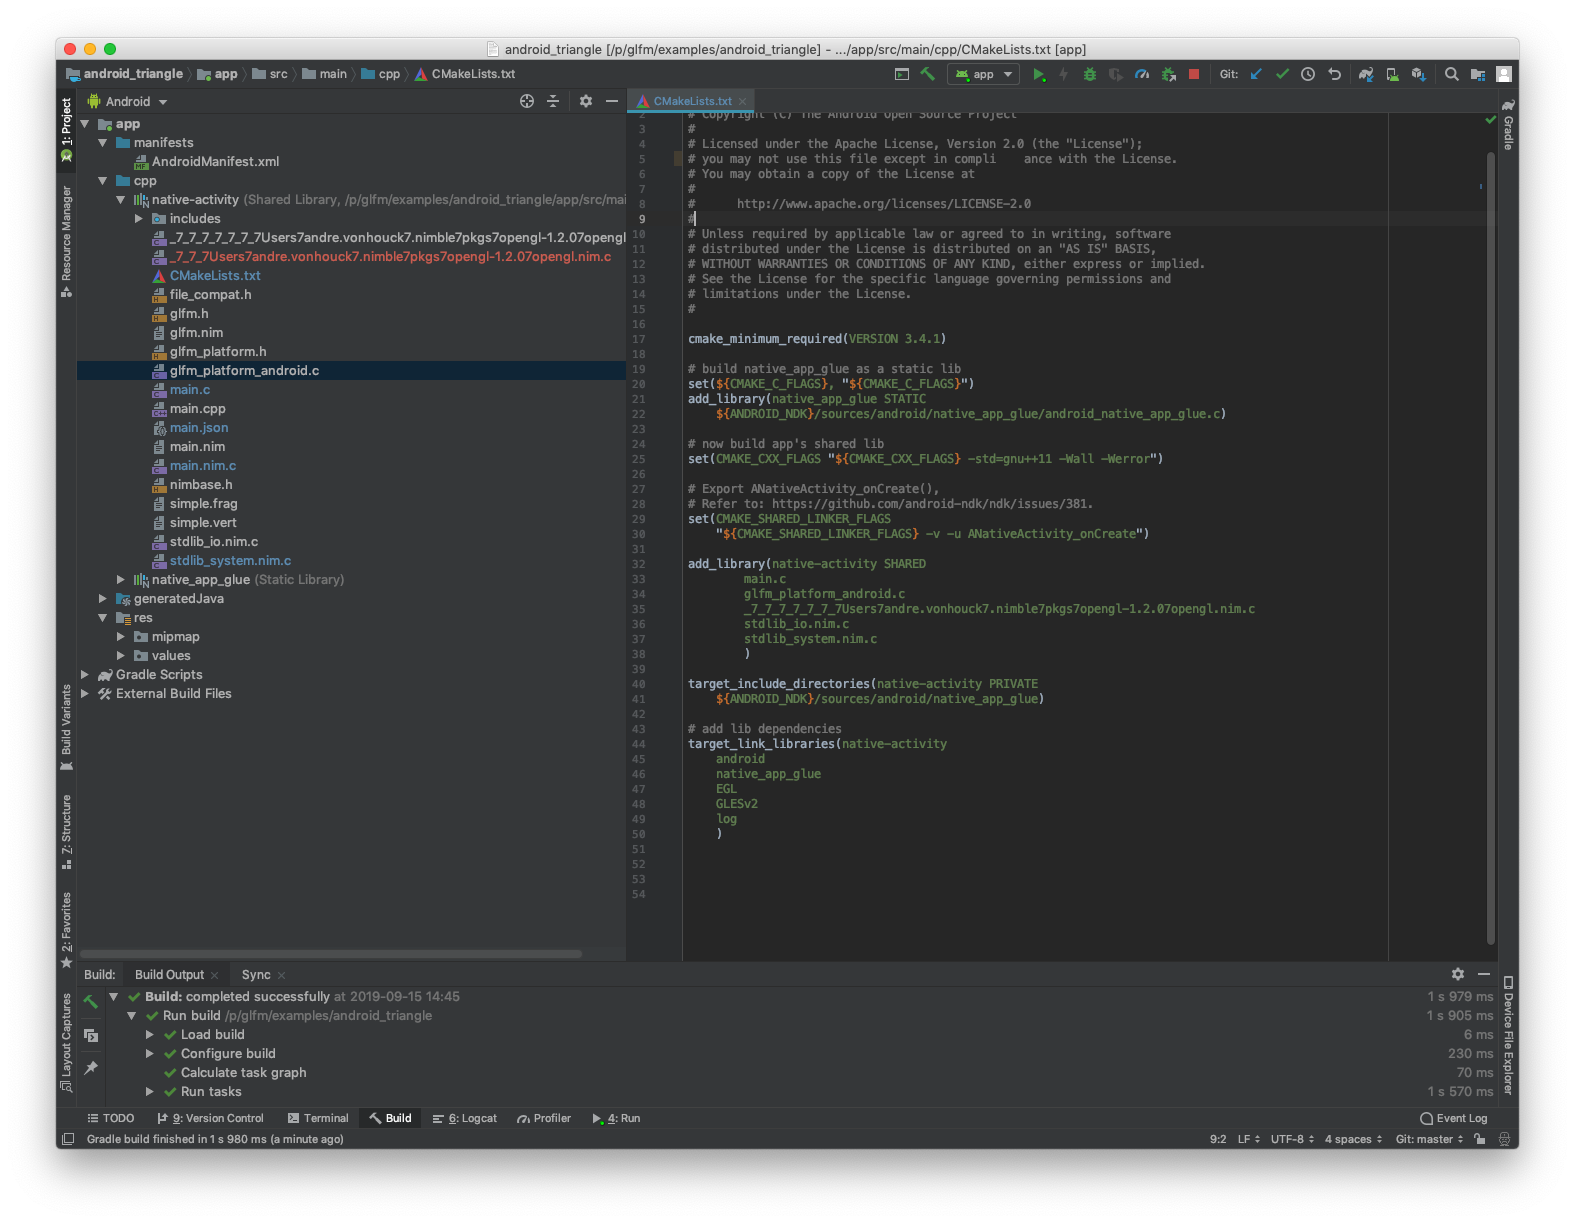 android_triangle [/p/glfm/examples/android_triangle] - .../app/src/main/cpp/CMakeLists.txt [app]
android_triangle app src main cpp CMakeLists.txt
app Git:
Android
CMakeLists.txt
1: Project
Resource Manager
Build Variants
7: Structure
2: Favorites
Layout Captures
app
manifests
AndroidManifest.xml
cpp
native-activity (Shared Library, /p/glfm/examples/android_triangle/app/src/mai
includes
_7_7_7_7_7_7_7Users7andre.vonhouck7.nimble7pkgs7opengl-1.2.07opengl
_7_7_7Users7andre.vonhouck7.nimble7pkgs7opengl-1.2.07opengl.nim.c
CMakeLists.txt
file_compat.h
glfm.h
glfm.nim
glfm_platform.h
glfm_platform_android.c
main.c
main.cpp
main.json
main.nim
main.nim.c
nimbase.h
simple.frag
simple.vert
stdlib_io.nim.c
stdlib_system.nim.c
native_app_glue (Static Library)
generatedJava
res
mipmap
values
Gradle Scripts
External Build Files
2 # Copyright (C) The Android Open Source Project
3 #
4 # Licensed under the Apache License, Version 2.0 (the "License");
5 # you may not use this file except in compli    ance with the License.
6 # You may obtain a copy of the License at
7 #
8 #      http://www.apache.org/licenses/LICENSE-2.0
9 #
10 # Unless required by applicable law or agreed to in writing, software
11 # distributed under the License is distributed on an "AS IS" BASIS,
12 # WITHOUT WARRANTIES OR CONDITIONS OF ANY KIND, either express or implied.
13 # See the License for the specific language governing permissions and
14 # limitations under the License.
15 #
16
17 cmake_minimum_required(VERSION 3.4.1)
18
19 # build native_app_glue as a static lib
20 set(${CMAKE_C_FLAGS}, "${CMAKE_C_FLAGS}")
21 add_library(native_app_glue STATIC
22     ${ANDROID_NDK}/sources/android/native_app_glue/android_native_app_glue.c)
23
24 # now build app's shared lib
25 set(CMAKE_CXX_FLAGS "${CMAKE_CXX_FLAGS} -std=gnu++11 -Wall -Werror")
26
27 # Export ANativeActivity_onCreate(),
28 # Refer to: https://github.com/android-ndk/ndk/issues/381.
29 set(CMAKE_SHARED_LINKER_FLAGS
30     "${CMAKE_SHARED_LINKER_FLAGS} -v -u ANativeActivity_onCreate")
31
32 add_library(native-activity SHARED
33         main.c
34         glfm_platform_android.c
35         _7_7_7_7_7_7_7Users7andre.vonhouck7.nimble7pkgs7opengl-1.2.07opengl.nim.c
36         stdlib_io.nim.c
37         stdlib_system.nim.c
38         )
39
40 target_include_directories(native-activity PRIVATE
41     ${ANDROID_NDK}/sources/android/native_app_glue)
42
43 # add lib dependencies
44 target_link_libraries(native-activity
45     android
46     native_app_glue
47     EGL
48     GLESv2
49     log
50     )
51
52
53
54
Gradle
Device File Explorer
Build: Build Output Sync
Build: completed successfully at 2019-09-15 14:45 1 s 979 ms
Run build /p/glfm/examples/android_triangle 1 s 905 ms
Load build 6 ms
Configure build 230 ms
Calculate task graph 70 ms
Run tasks 1 s 570 ms
TODO 9: Version Control Terminal Build 6: Logcat Profiler 4: Run Event Log
Gradle build finished in 1 s 980 ms (a minute ago) 9:2 LF UTF-8 4 spaces Git: master